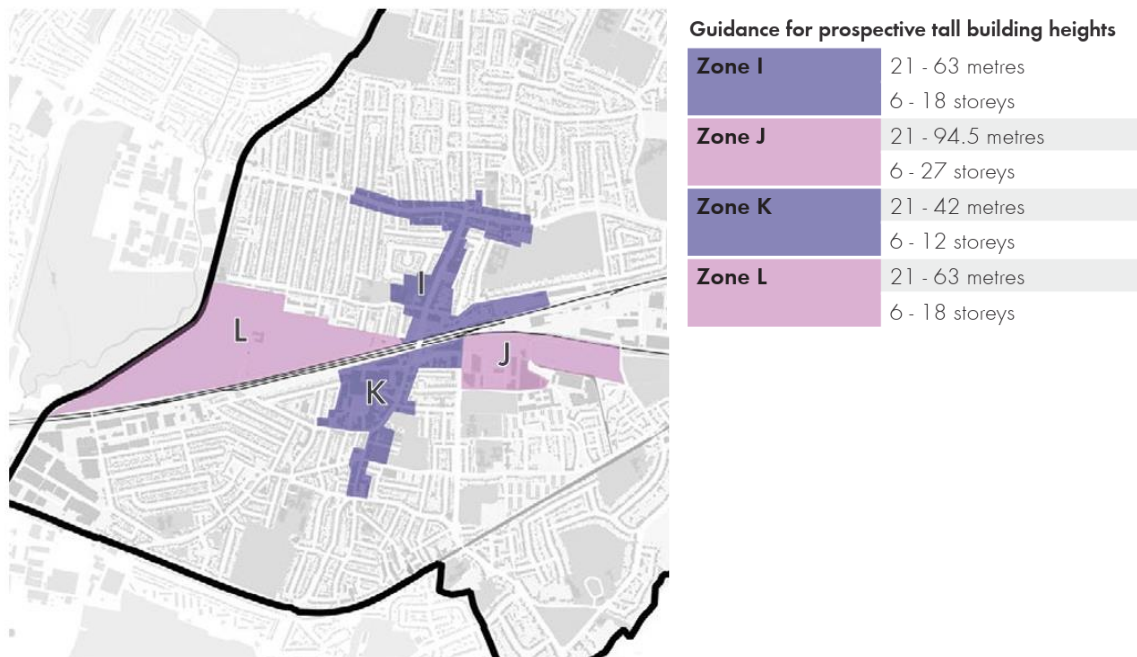 Guidance for prospective tall building heights
Zone I
21 - 63 metres
6 - 18 storeys
Zone J
21 - 94.5 metres
6 - 27 storeys
Zone K
21 - 42 metres
6 - 12 storeys
Zone L
21 - 63 metres
6 - 18 storeys
I
L
J
K